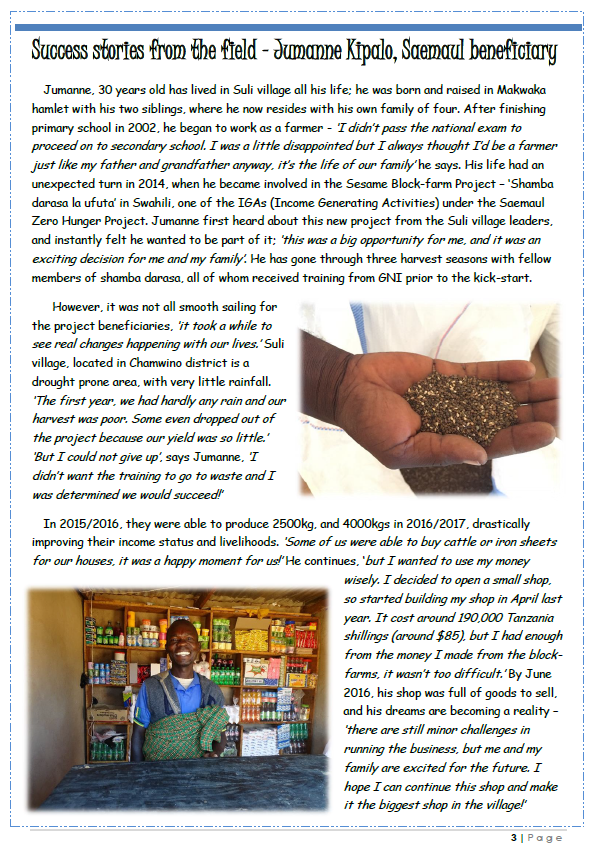 Success stories from the field - Jumanne Kipalo, Saemaul beneficiary
Jumanne, 30 years old has lived in Suli village all his life; he was born and raised in Makwaka
hamlet with his two siblings, where he now resides with his own family of four. After finishing
primary school in 2002, he began to work as a farmer – ‘I didn’t pass the national exam to
proceed on to secondary school. I was a little disappointed but I always thought I’d be a farmer
just like my father and grandfather anyway, it’s the life of our family’ he says. His life had an
unexpected turn in 2014, when he became involved in the Sesame Block-farm Project – ‘Shamba
darasa la ufuta’ in Swahili, one of the IGAs (Income Generating Activities) under the Saemaul
Zero Hunger Project. Jumanne first heard about this new project from the Suli village leaders,
and instantly felt he wanted to be part of it; ‘this was a big opportunity for me, and it was an
exciting decision for me and my family’. He has gone through three harvest seasons with fellow
members of shamba darasa, all of whom received training from GNI prior to the kick-start.
However, it was not all smooth sailing for
the project beneficiaries, ‘it took a while to
see real changes happening with our lives.’ Suli
village, located in Chamwino district is a
drought prone area, with very little rainfall.
‘The first year, we had hardly any rain and our
harvest was poor. Some even dropped out of
the project because our yield was so little.’
‘But I could not give up’, says Jumanne, ‘I
didn’t want the training to go to waste and I
was determined we would succeed!’
In 2015/2016, they were able to produce 2500kg, and 4000kgs in 2016/2017, drastically
improving their income status and livelihoods. ‘Some of us were able to buy cattle or iron sheets
for our houses, it was a happy moment for us!’ He continues, ‘but I wanted to use my money
wisely. I decided to open a small shop,
so started building my shop in April last
year. It cost around 190,000 Tanzania
shillings (around $85), but I had enough
from the money I made from the block-
farms, it wasn’t too difficult.’ By June
2016, his shop was full of goods to sell,
and his dreams are becoming a reality –
‘there are still minor challenges in
running the business, but me and my
family are excited for the future. I
hope I can continue this shop and make
it the biggest shop in the village!’
3 | Page